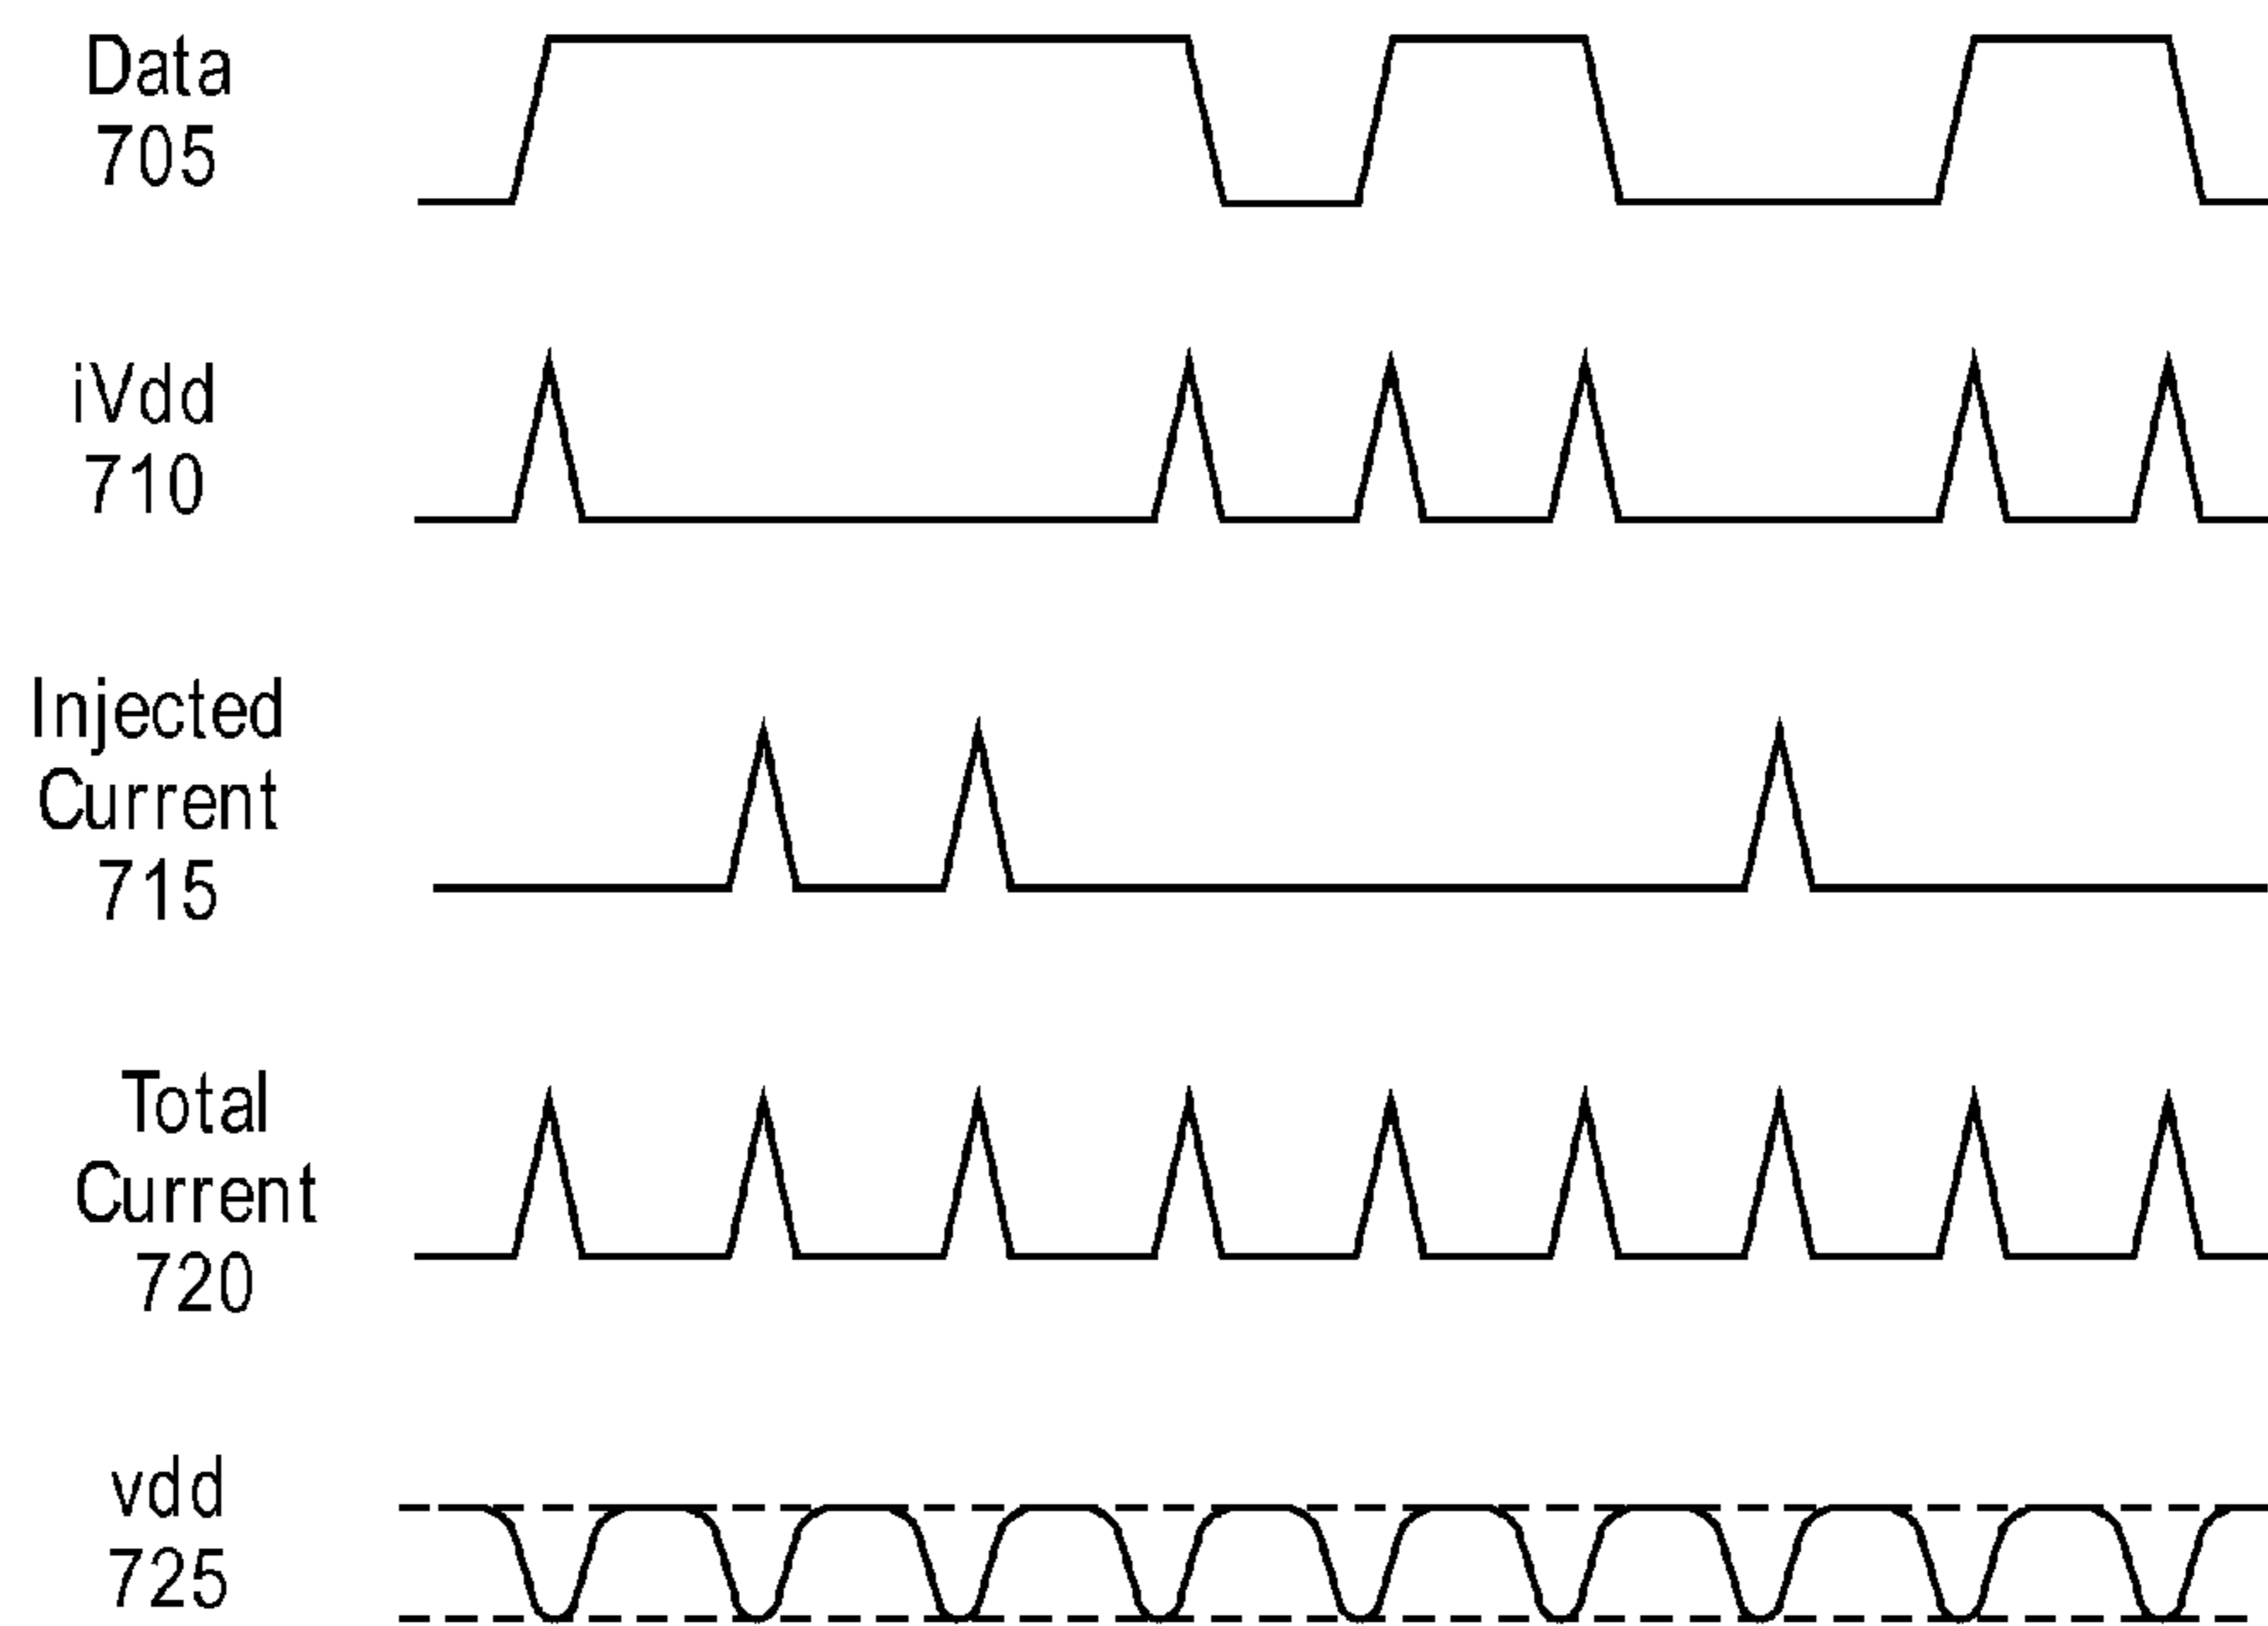 Data
705
iVdd
710
Injected
Current
715
Total
Current
720
vdd
725